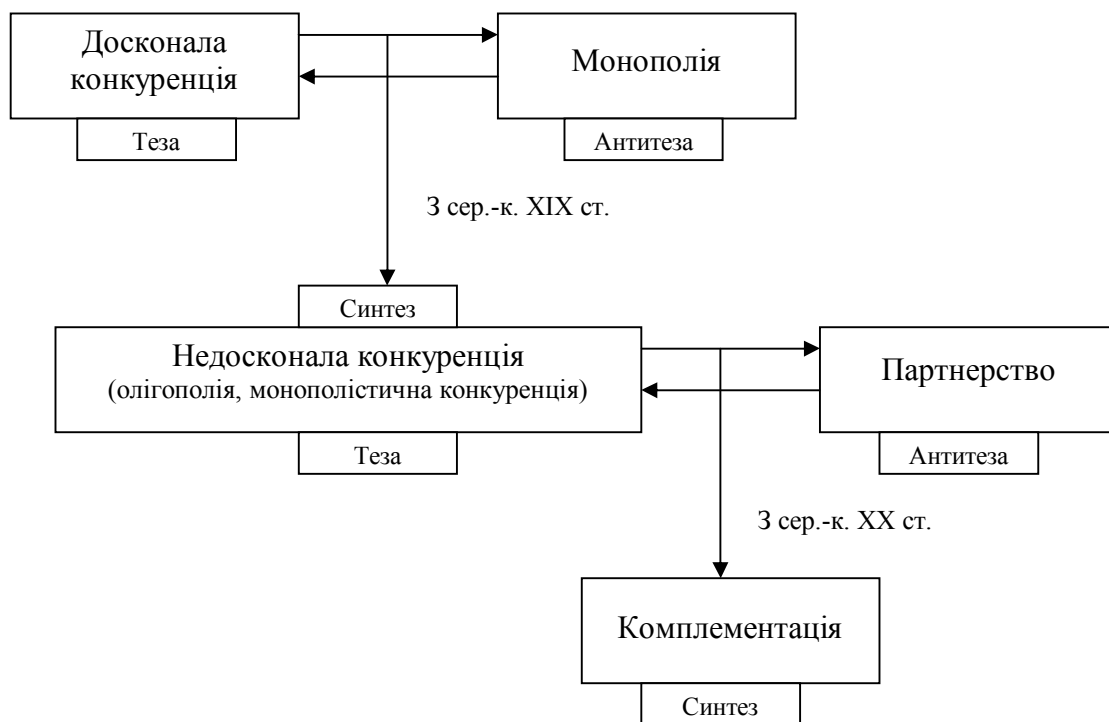 Досконала
конкуренція
Монополія
Теза
Антитеза
З сер.-к. XIX ст.
Синтез
Недосконала конкуренція
(олігополія, монополістична конкуренція)
Партнерство
Теза
Антитеза
З сер.-к. XX ст.
Комплементація
Синтез